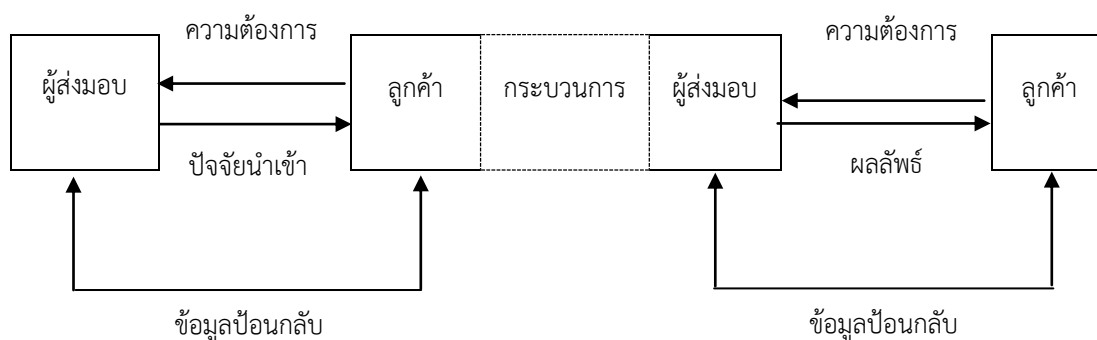 ความต้องการ
ความต้องการ
ผู้ส่งมอบ
ลูกค้า
กระบวนการ
ผู้ส่งมอบ
ลูกค้า
ปัจจัยนำเข้า
ผลลัพธ์
ข้อมูลป้อนกลับ
ข้อมูลป้อนกลับ